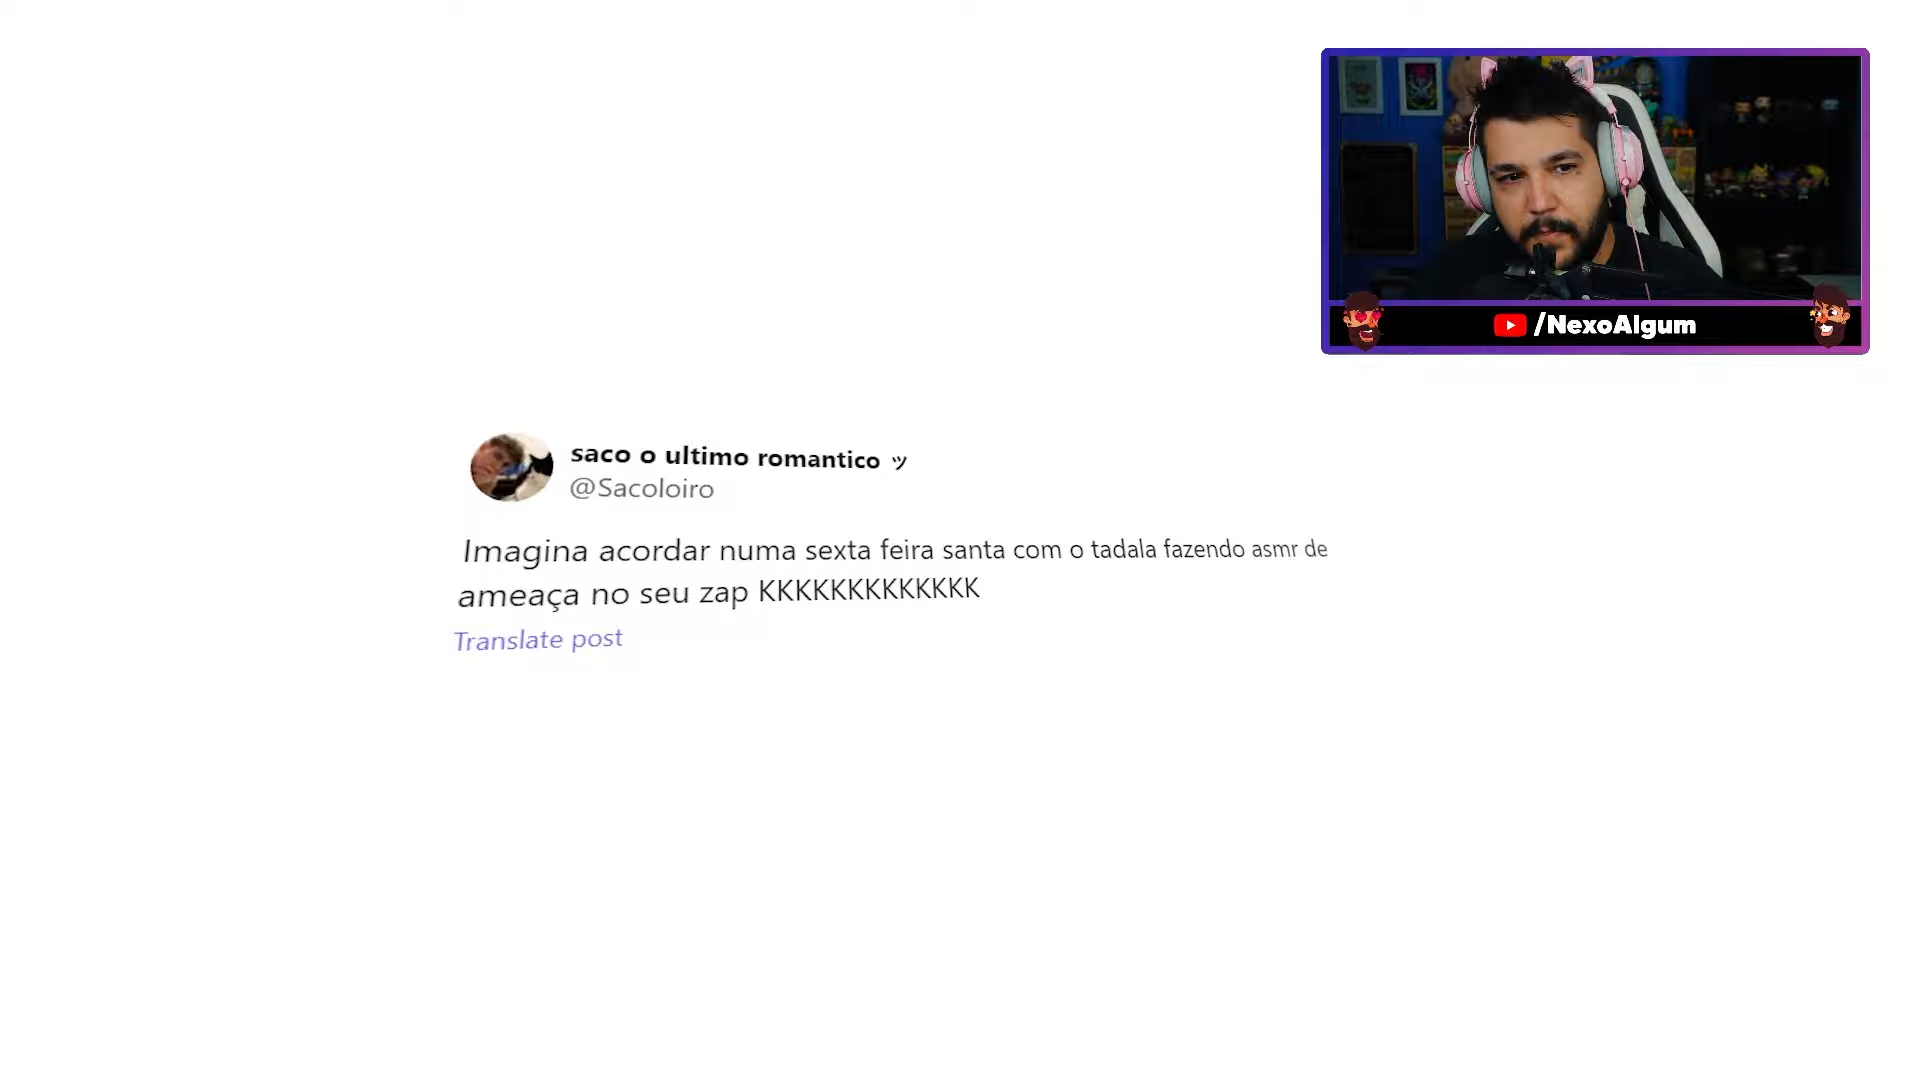 /NexoAlgum
saco o ultimo romantico ッ
@Sacoloiro
Imagina acordar numa sexta feira santa com o tadala fazendo asmr de
ameaça no seu zap KKKKKKKKKKKKK
Translate post